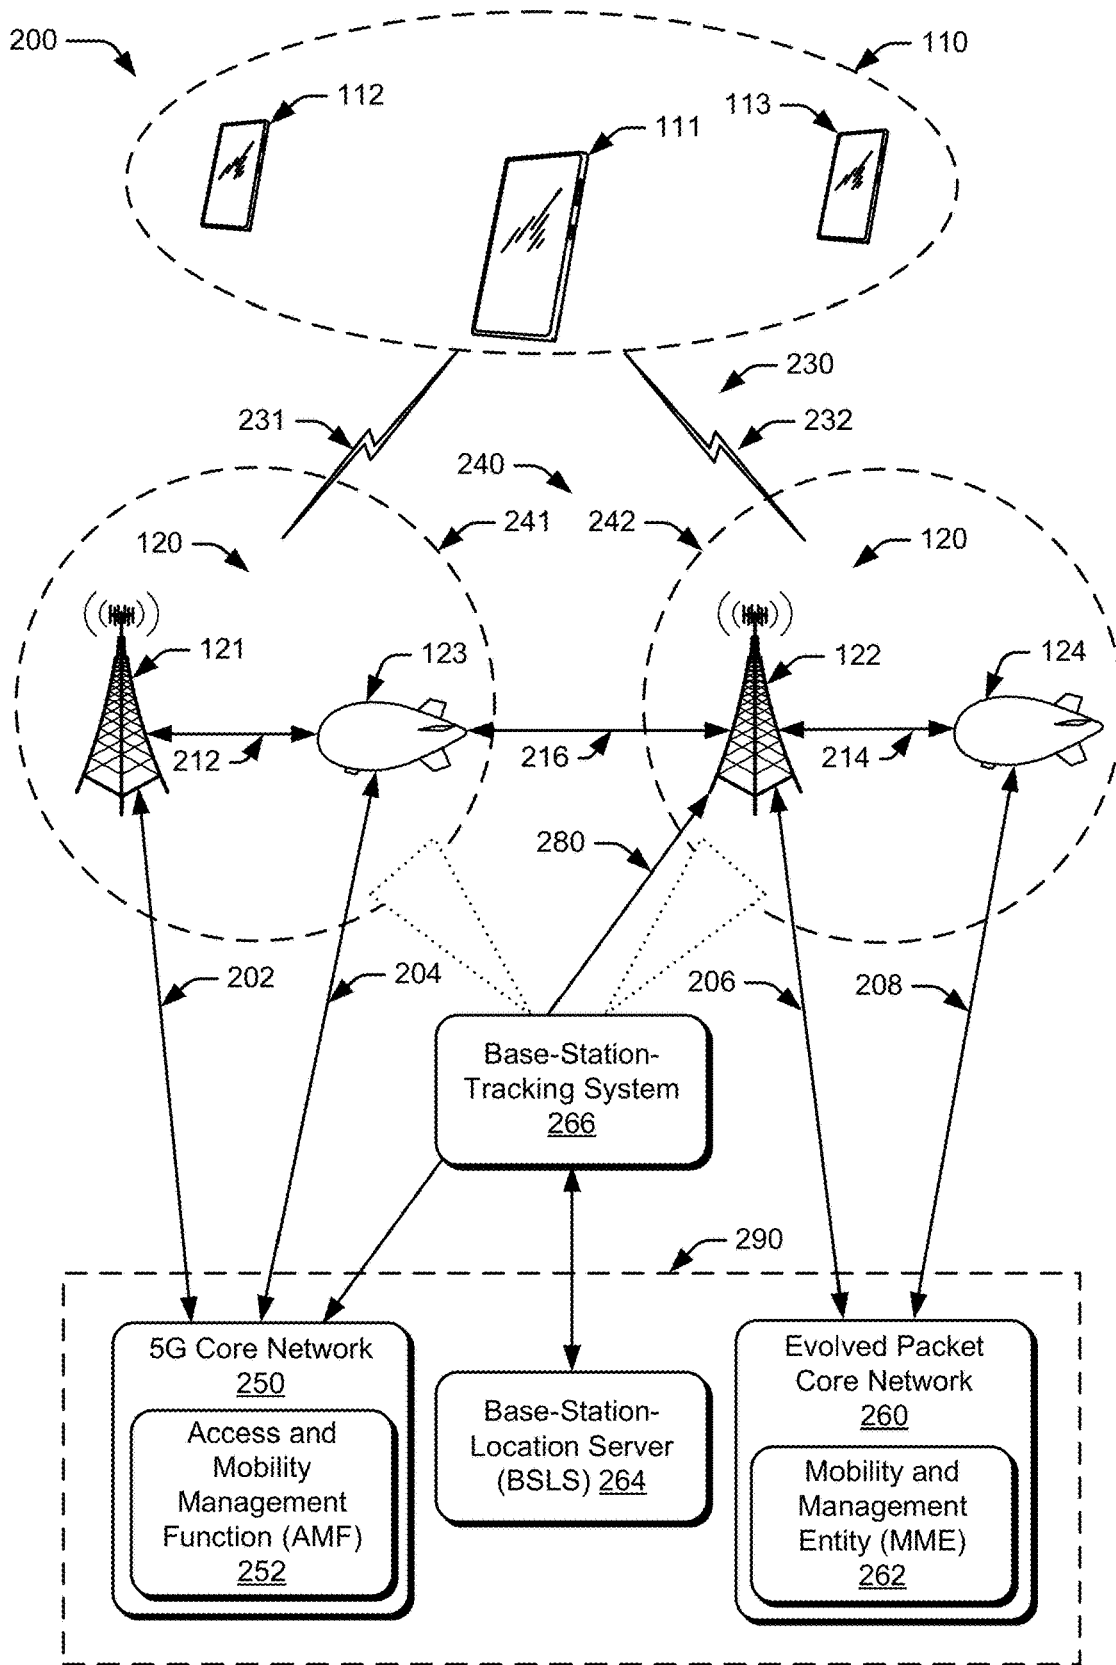 200
110
112
113
111
230
231
232
240
241
242
120
120
121
123
122
124
212
216
214
280
202
204
206
208
Base-Station-
Tracking System
266
290
5G Core Network
250
Access and
Mobility
Management
Function (AMF)
252
Base-Station-
Location Server
(BSLS) 264
Evolved Packet
Core Network
260
Mobility and
Management
Entity (MME)
262